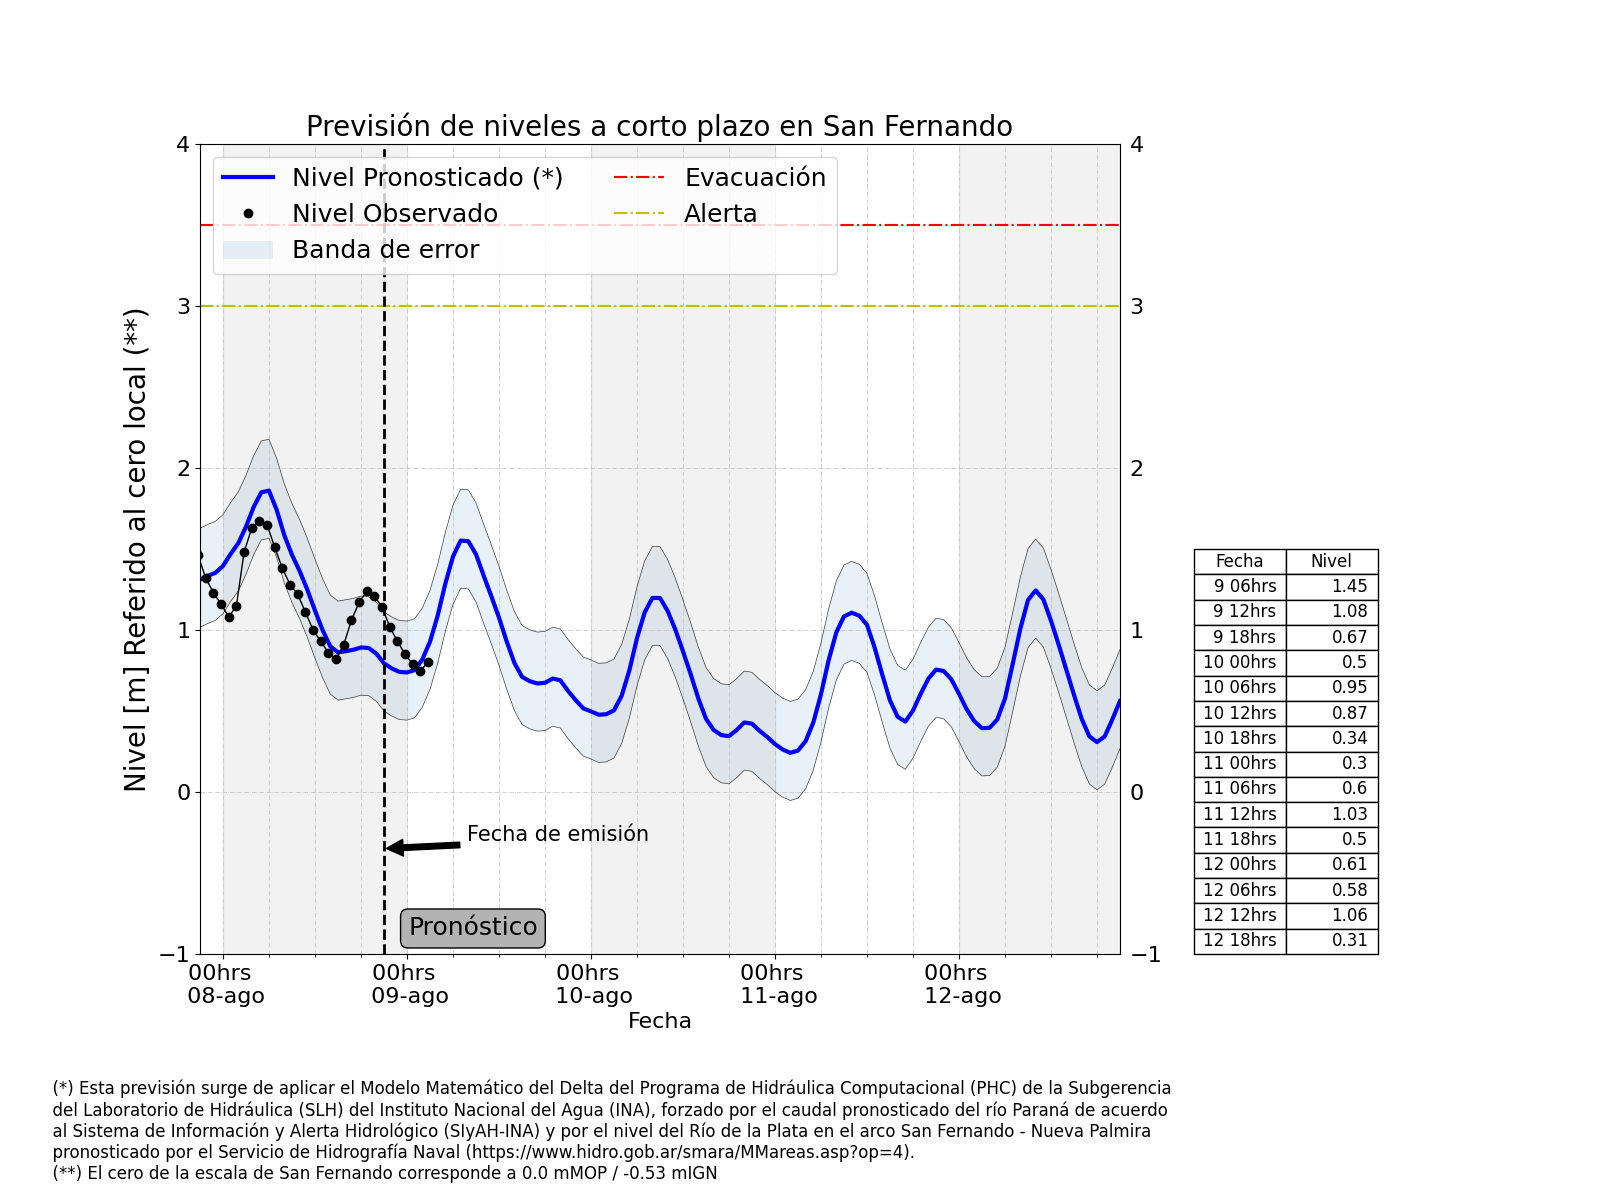 Previsión de niveles a corto plazo en San Fernando
4
3
2
1
0
−1
4
3
2
1
0
−1
Nivel [m] Referido al cero local (**)
Nivel Pronosticado (*)
Nivel Observado
Banda de error
Evacuación
Alerta
Fecha de emisión
Pronóstico
00hrs
08-ago
00hrs
09-ago
00hrs
10-ago
00hrs
11-ago
00hrs
12-ago
Fecha
Fecha Nivel
9 06hrs 1.45
9 12hrs 1.08
9 18hrs 0.67
10 00hrs 0.5
10 06hrs 0.95
10 12hrs 0.87
10 18hrs 0.34
11 00hrs 0.3
11 06hrs 0.6
11 12hrs 1.03
11 18hrs 0.5
12 00hrs 0.61
12 06hrs 0.58
12 12hrs 1.06
12 18hrs 0.31
(*) Esta previsión surge de aplicar el Modelo Matemático del Delta del Programa de Hidráulica Computacional (PHC) de la Subgerencia
del Laboratorio de Hidráulica (SLH) del Instituto Nacional del Agua (INA), forzado por el caudal pronosticado del río Paraná de acuerdo
al Sistema de Información y Alerta Hidrológico (SIyAH-INA) y por el nivel del Río de la Plata en el arco San Fernando - Nueva Palmira
pronosticado por el Servicio de Hidrografía Naval (https://www.hidro.gob.ar/smara/MMareas.asp?op=4).
(**) El cero de la escala de San Fernando corresponde a 0.0 mMOP / -0.53 mIGN